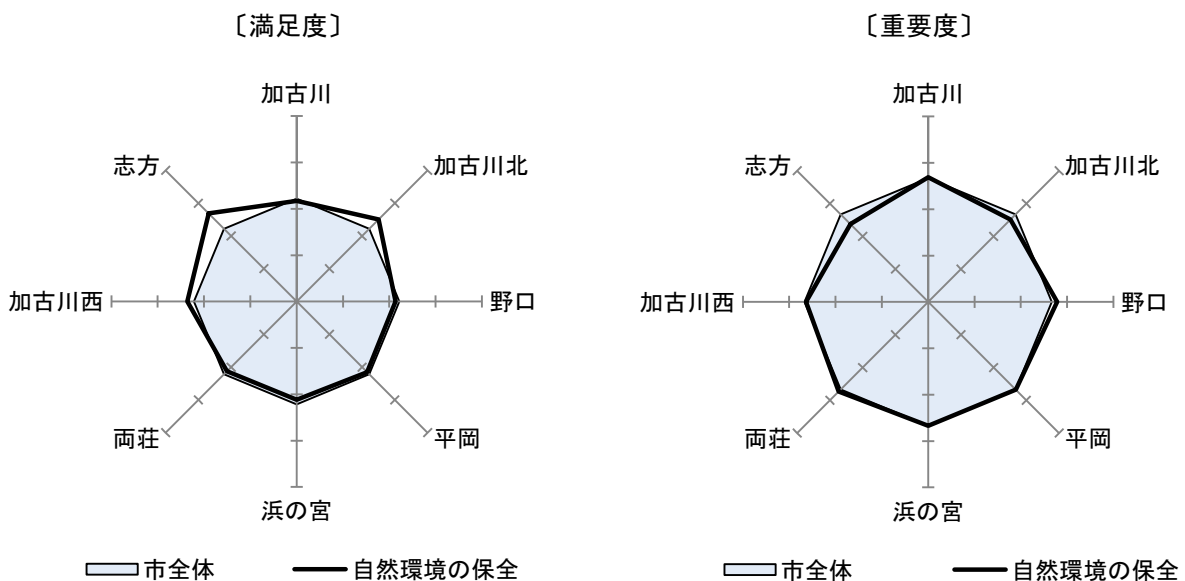 〔満足度〕
加古川
加古川北
野口
平岡
浜の宮
両荘
加古川西
志方
市全体
自然環境の保全
〔重要度〕
加古川
加古川北
野口
平岡
浜の宮
両荘
加古川西
志方
市全体
自然環境の保全